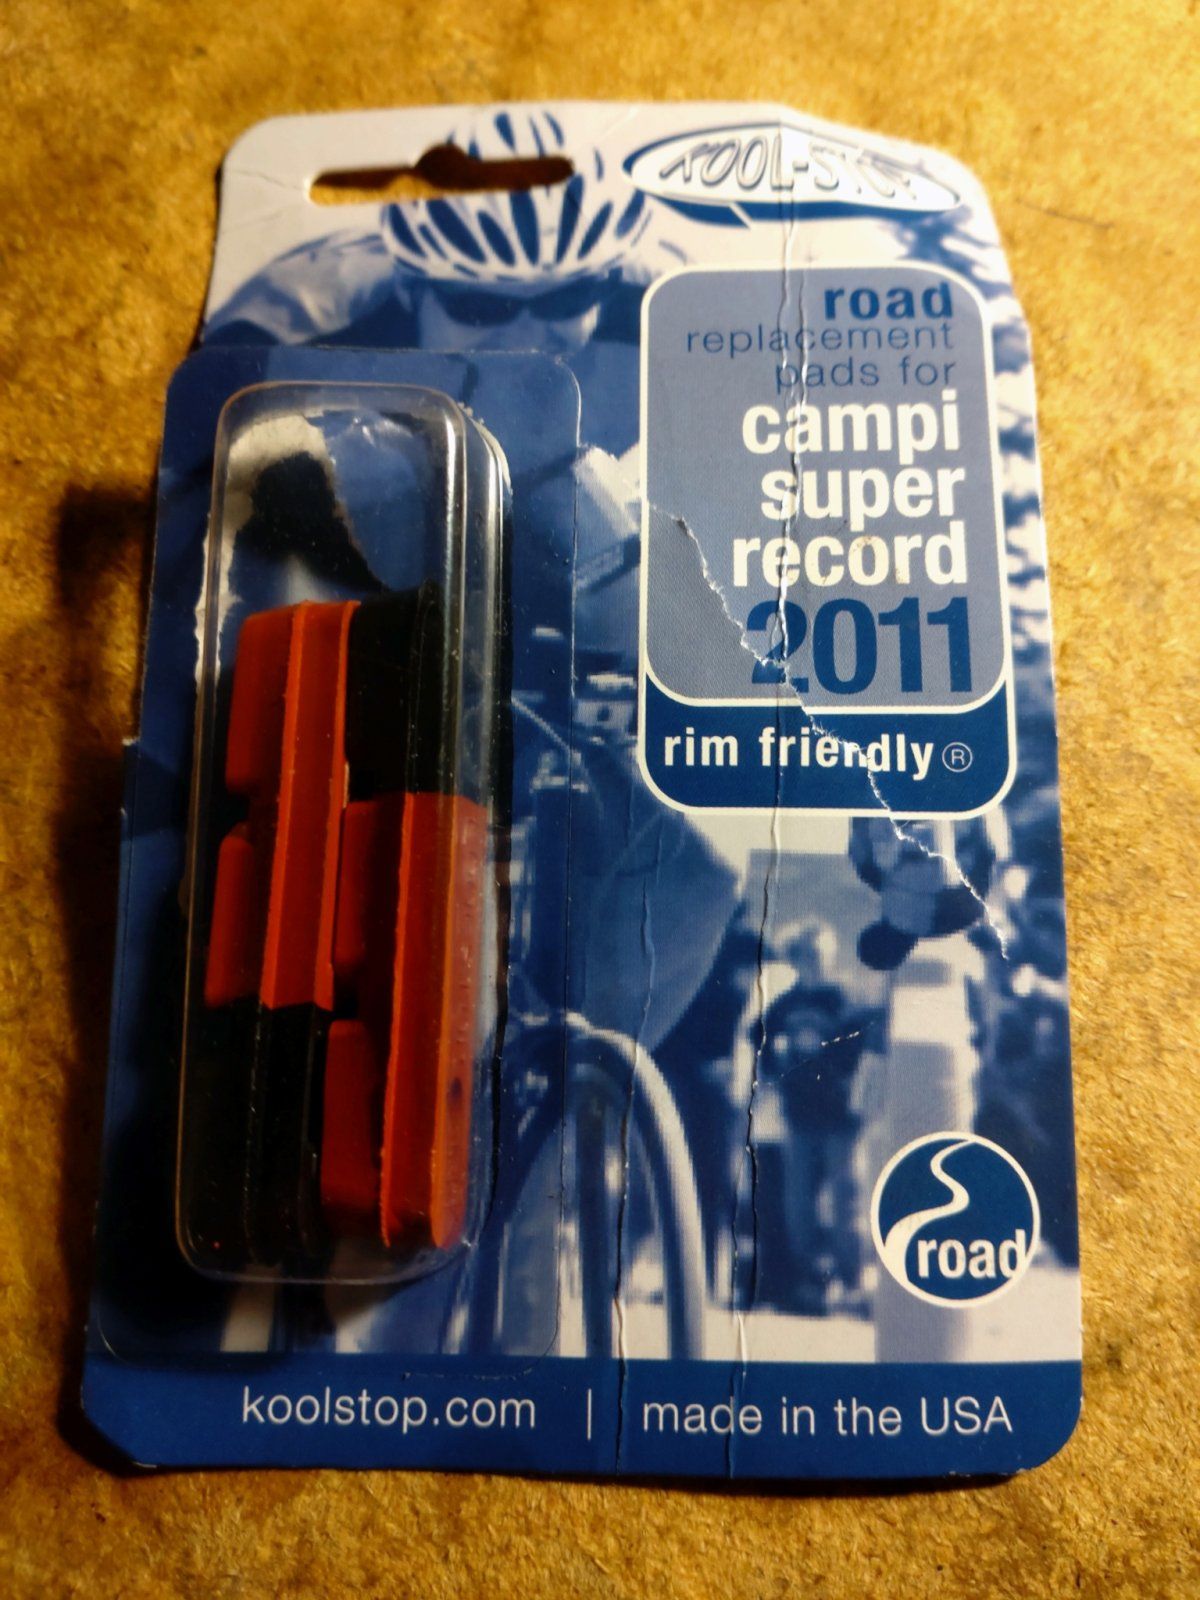 KOOL-STOP
road
replacement
pads for
campi
super
record
2011
rim friendly®
road
koolstop.com | made in the USA